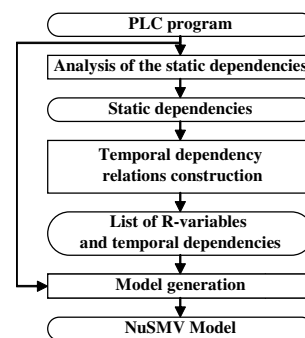 PLC program
Analysis of the static dependencies
Static dependencies
Temporal dependency
relations construction
List of R-variables
and temporal dependencies
Model generation
NuSMV Model